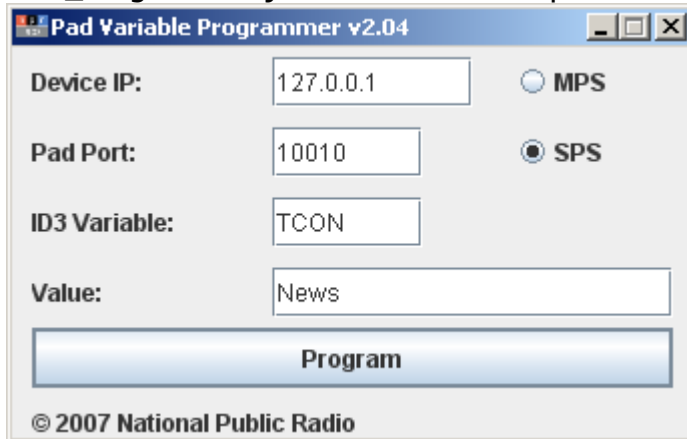 Pad Variable Programmer v2.04
Device IP: 127.0.0.1 MPS
Pad Port: 10010 SPS
ID3 Variable: TCON
Value: News
Program
© 2007 National Public Radio